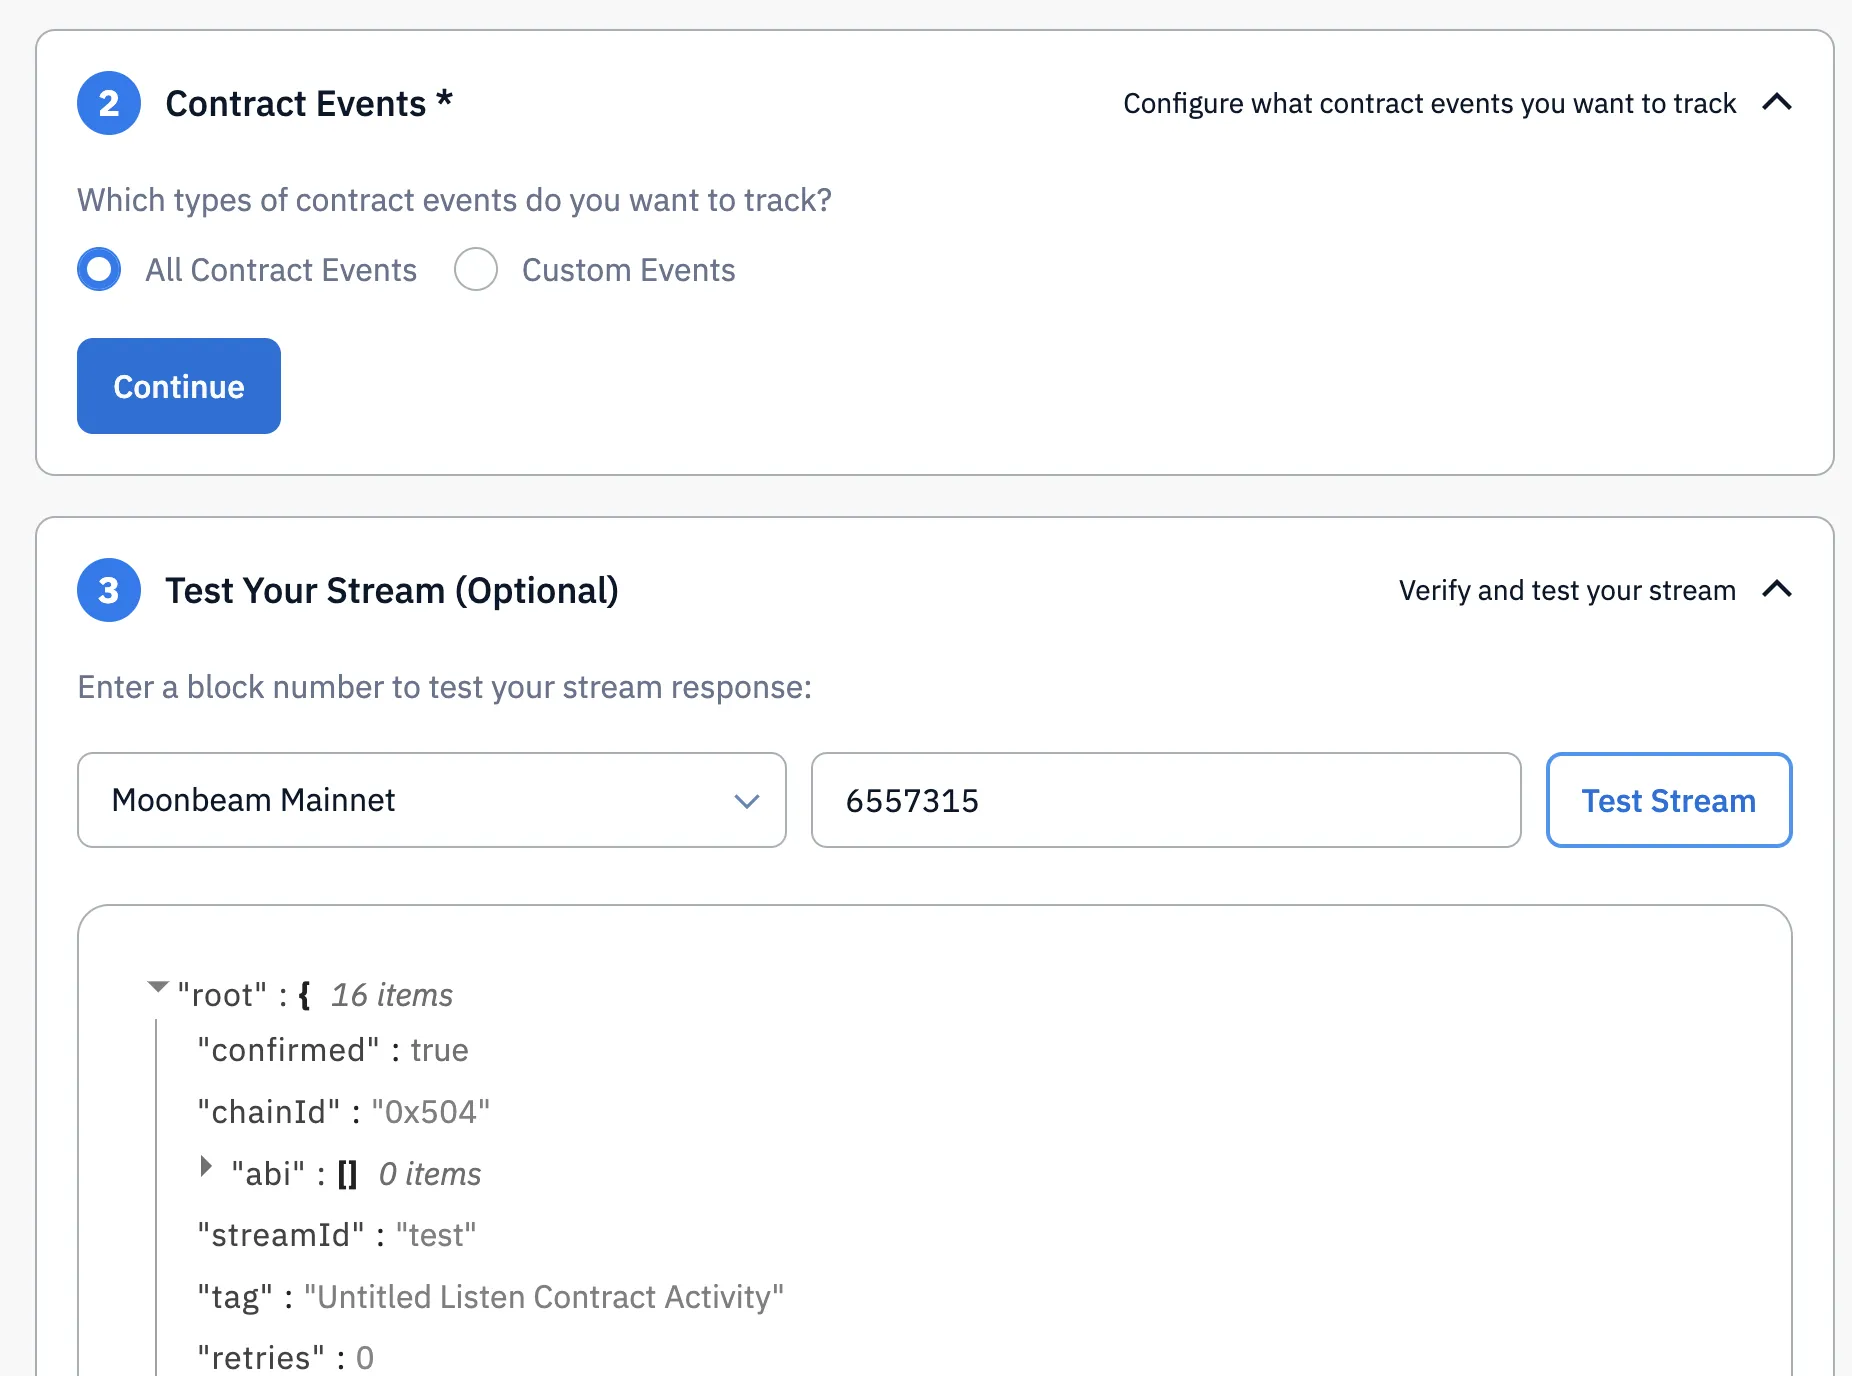 2 Contract Events * Configure what contract events you want to track
Which types of contract events do you want to track?
All Contract Events Custom Events
Continue
3 Test Your Stream (Optional) Verify and test your stream
Enter a block number to test your stream response:
Moonbeam Mainnet 6557315 Test Stream
"root" : { 16 items
"confirmed" : true
"chainId" : "0x504"
"abi" : [] 0 items
"streamId" : "test"
"tag" : "Untitled Listen Contract Activity"
"retries" : 0